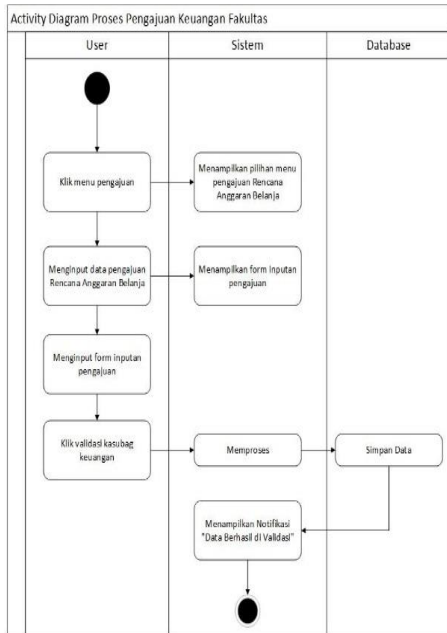 Activity Diagram Proses Pengajuan Keuangan Fakultas
User
Sistem
Database
Klik menu pengajuan
Menampilkan pilihan menu
pengajuan Rencana
Anggaran Belanja
Menginput data pengajuan
Rencana Anggaran Belanja
Menampilkan form inputan
pengajuan
Menginput form inputan
pengajuan
Klik validasi kasubag
keuangan
Memproses
Simpan Data
Menampilkan Notifikasi
"Data Berhasil di Validasi"